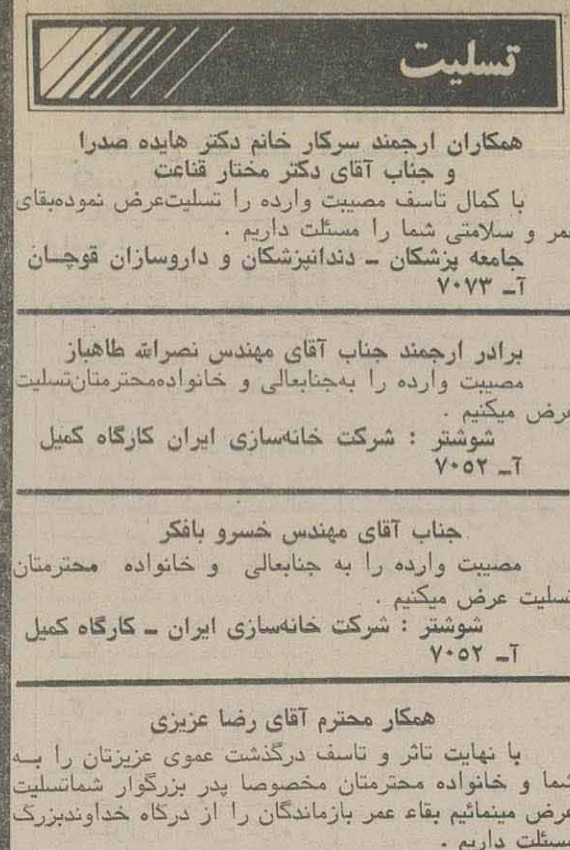 تسلیت
همکاران ارجمند سرکار خانم دکتر هایده صدرا
و جناب آقای دکتر مختار قناعت
با کمال تاسف مصیبت وارده را تسلیت‌عرض نموده‌بقای
عمر و سلامتی شما را مسئلت داریم .
جامعه پزشکان ــ دندانپزشکان و داروسازان قوچان
آــ ۷۰۷۳
برادر ارجمند جناب آقای مهندس نصرالله طاهباز
مصیبت وارده را به‌جنابعالی و خانواده‌محترمتان‌تسلیت
عرض میکنیم .
شوشتر : شرکت خانه‌سازی ایران کارگاه کمیل
آــ ۷۰۵۲
جناب آقای مهندس خسرو بافکر
مصیبت وارده را به جنابعالی و خانواده محترمتان
تسلیت عرض میکنیم .
شوشتر : شرکت خانه‌سازی ایران ــ کارگاه کمیل
آــ ۷۰۵۲
همکار محترم آقای رضا عزیزی
با نهایت تاثر و تاسف درگذشت عموی عزیزتان را بــه
شما و خانواده محترمتان مخصوصا پدر بزرگوار شماتسلیت
عرض مینمائیم بقاء عمر بازماندگان را از درگاه خداوندبزرگ
مسئلت داریم .